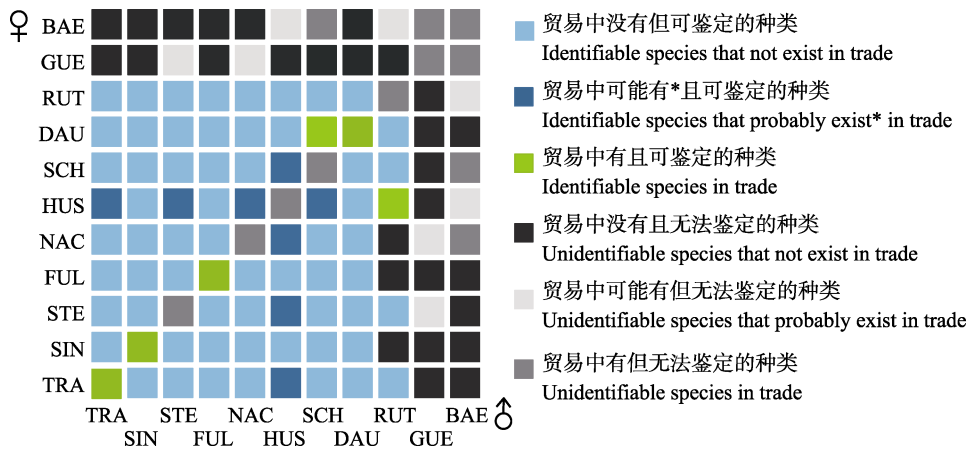 ♀
BAE
GUE
RUT
DAU
SCH
HUS
NAC
FUL
STE
SIN
TRA
TRA STE NAC SCH RUT BAE ♂
SIN FUL HUS DAU GUE
贸易中没有但可鉴定的种类
Identifiable species that not exist in trade
贸易中可能有*且可鉴定的种类
Identifiable species that probably exist* in trade
贸易中有且可鉴定的种类
Identifiable species in trade
贸易中没有且无法鉴定的种类
Unidentifiable species that not exist in trade
贸易中可能有但无法鉴定的种类
Unidentifiable species that probably exist in trade
贸易中有但无法鉴定的种类
Unidentifiable species in trade